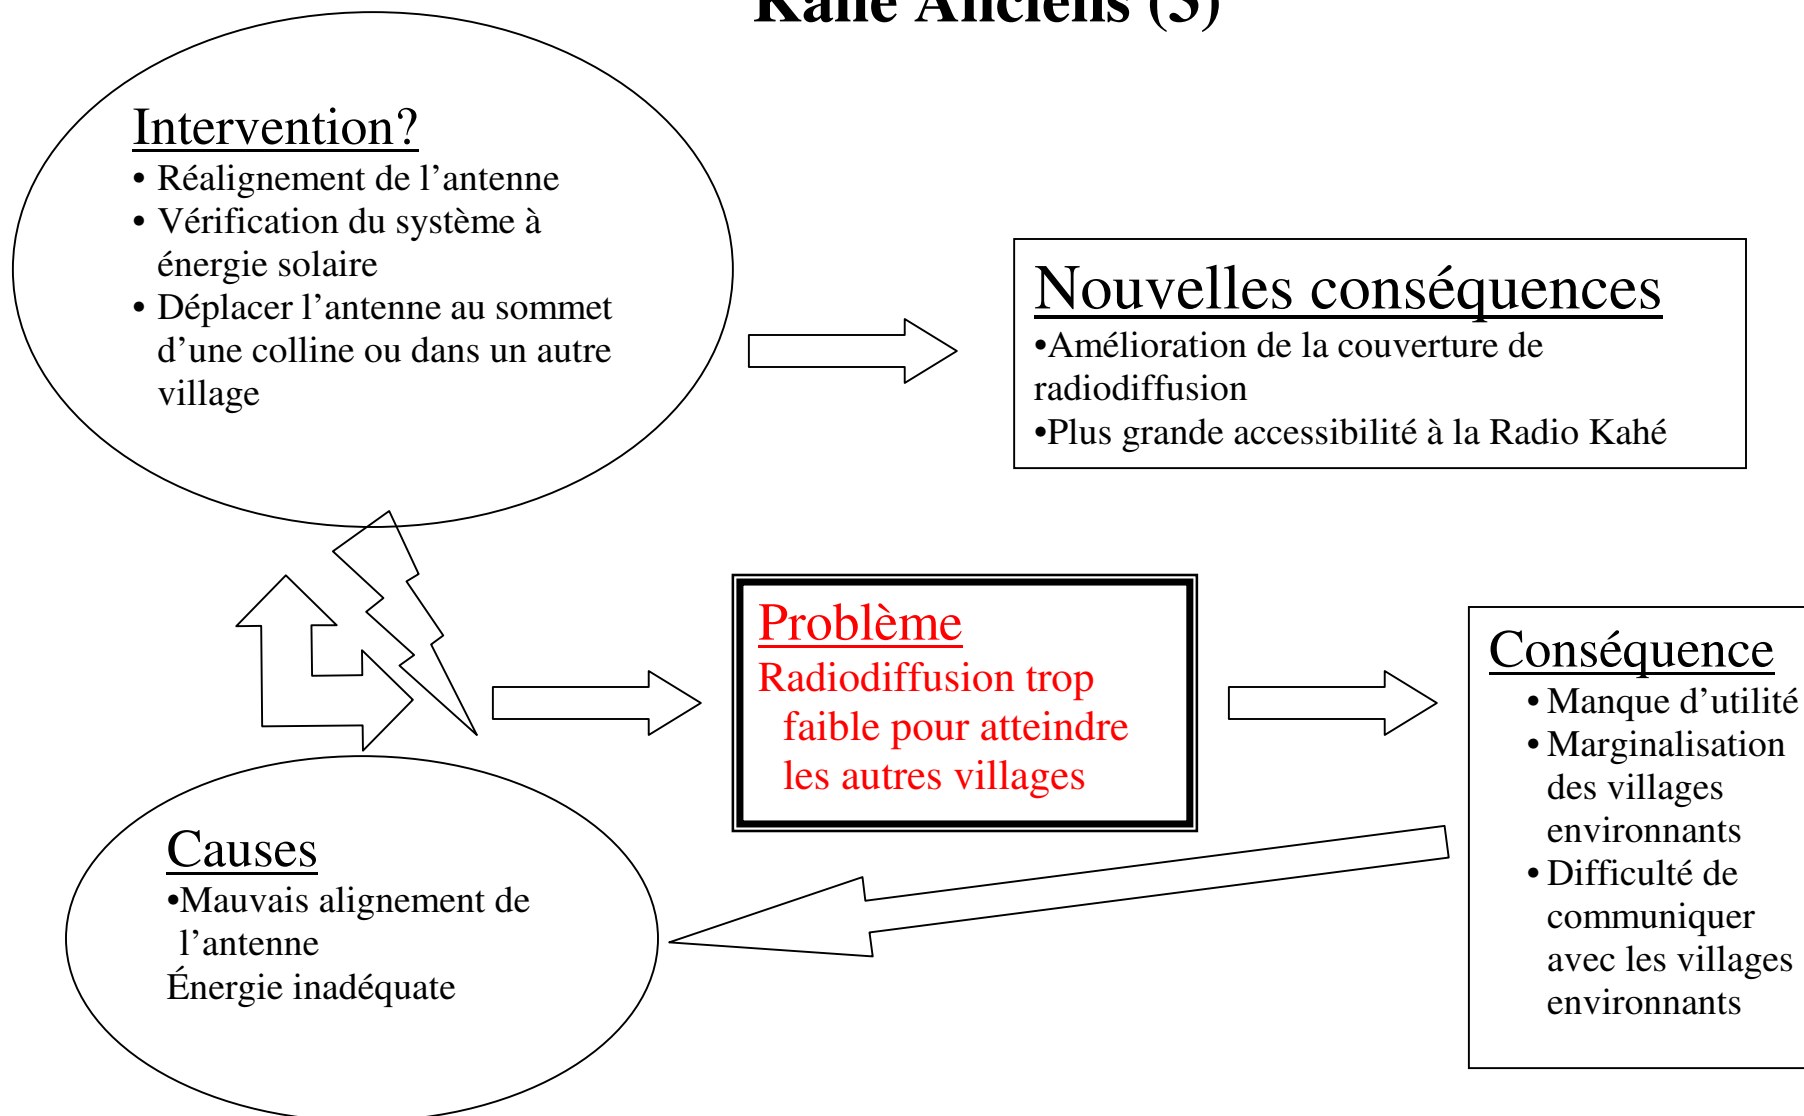 Kahé Anciens (3)
Intervention?
• Réalignement de l’antenne
• Vérification du système à
énergie solaire
• Déplacer l’antenne au sommet
d’une colline ou dans un autre
village
Nouvelles conséquences
•Amélioration de la couverture de
radiodiffusion
•Plus grande accessibilité à la Radio Kahé
Problème
Radiodiffusion trop
faible pour atteindre
les autres villages
Conséquence
• Manque d’utilité
• Marginalisation
des villages
environnants
• Difficulté de
communiquer
avec les villages
environnants
Causes
•Mauvais alignement de
l’antenne
Énergie inadéquate